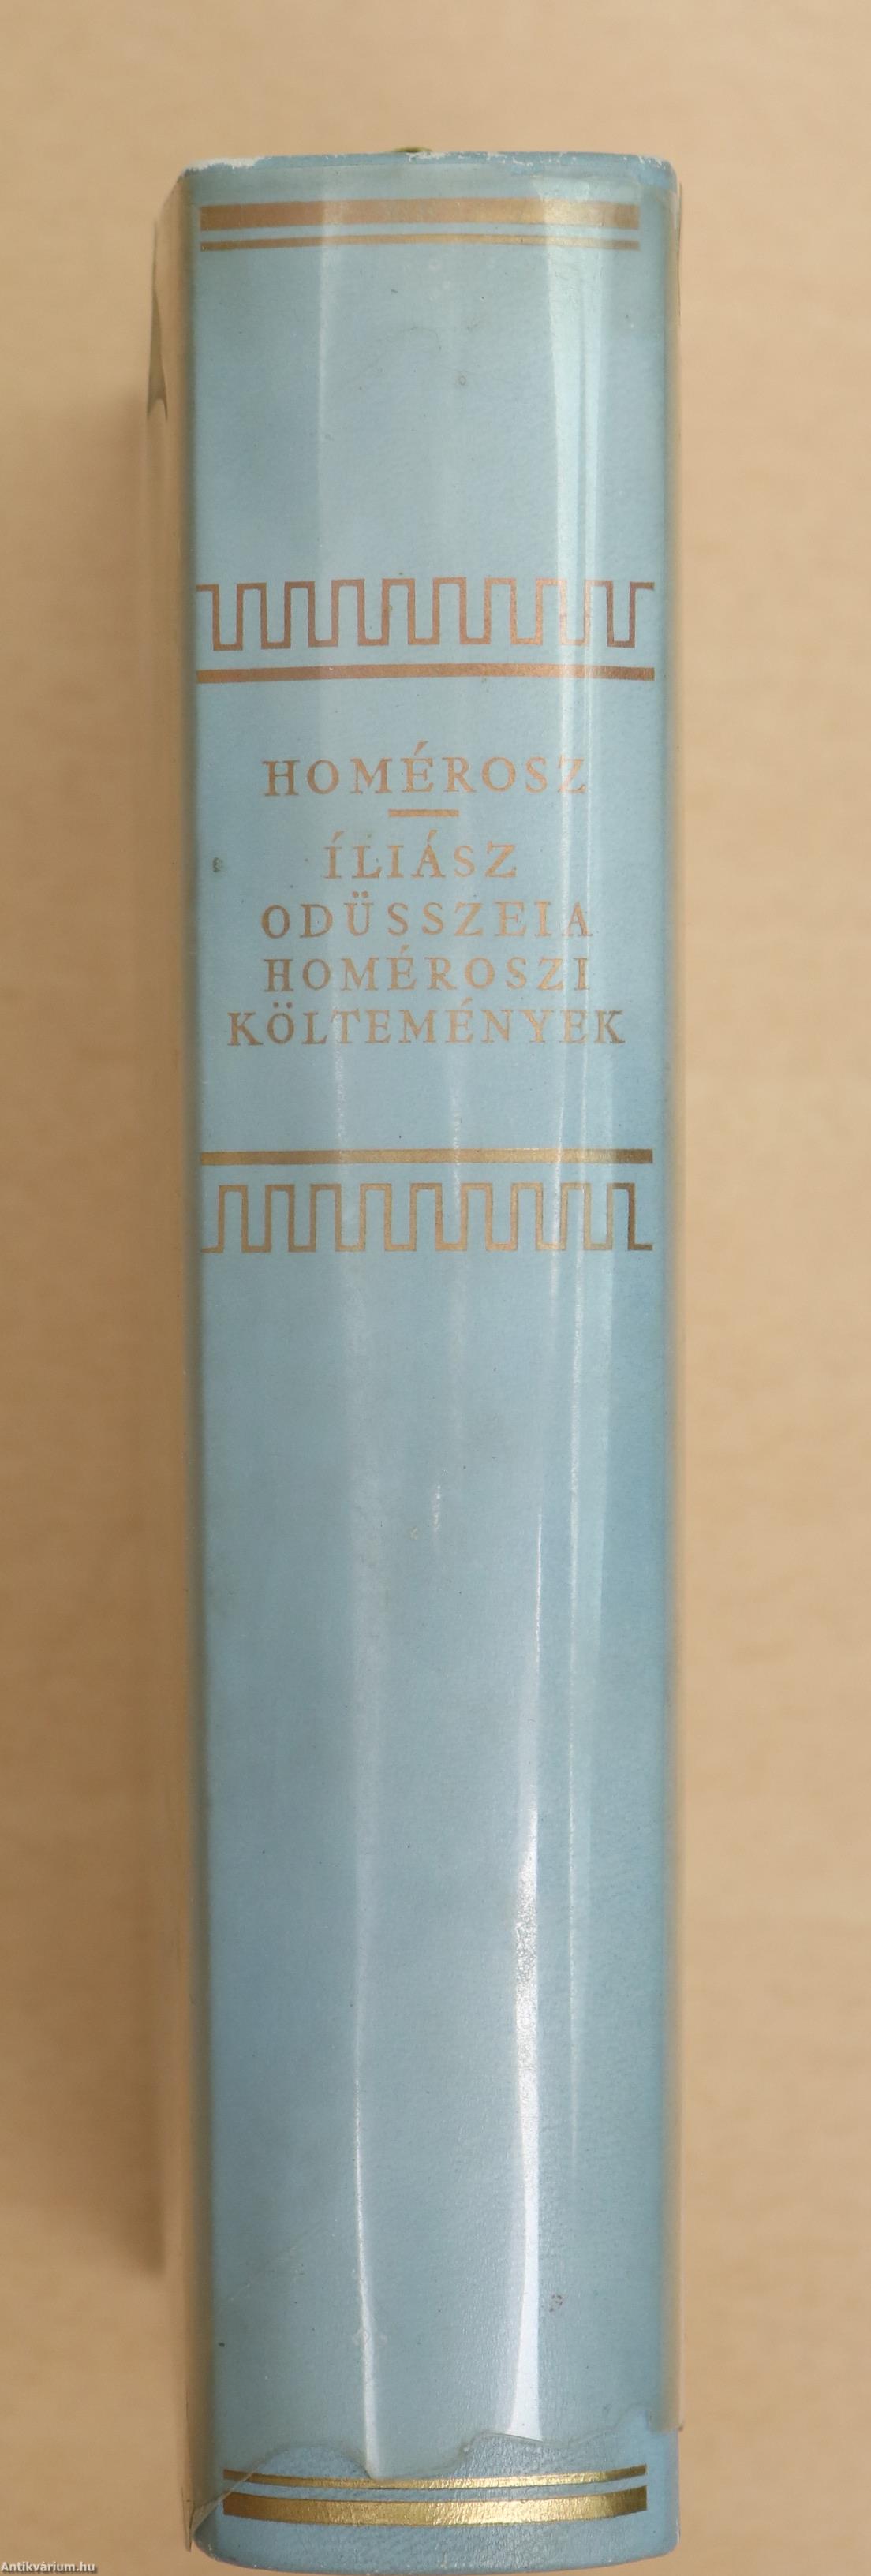 HOMÉROSZ
ÍLIÁSZ
ODÜSSZEIA
HOMÉROSZI
KÖLTEMÉNYEK
Antikvárium.hu